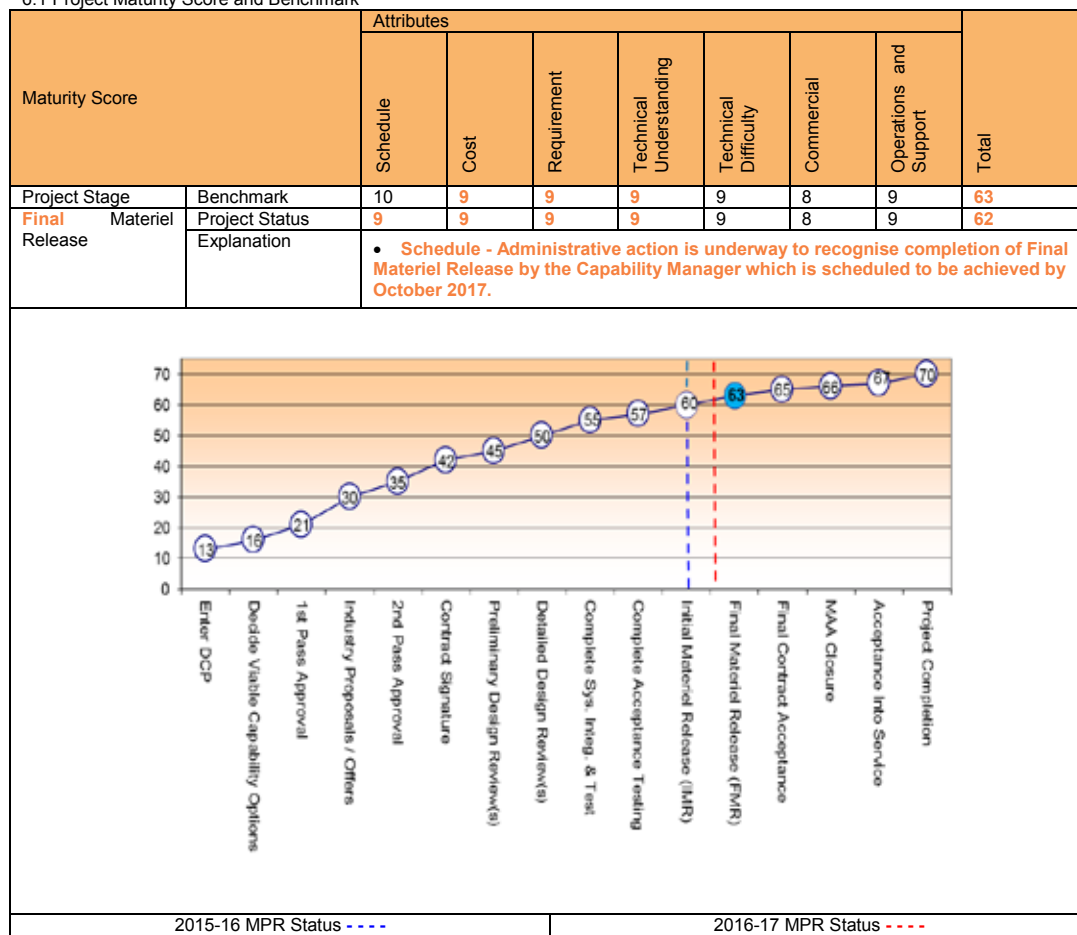 6.1 Project Maturity Score and Benchmark
Maturity Score
Attributes
Schedule
Cost
Requirement
Technical
Understanding
Technical
Difficulty
Commercial
Operations and
Support
Total
Project Stage Benchmark 10 9 9 9 9 8 9 63
Final Materiel
Release
Project Status 9 9 9 9 9 8 9 62
Explanation
• Schedule - Administrative action is underway to recognise completion of Final
Materiel Release by the Capability Manager which is scheduled to be achieved by
October 2017.
70
60
50
40
30
20
10
0
13
16
21
30
35
42
45
50
55
57
60
63
65
66
67
70
Enter DCP
Decide Viable Capability Options
1st Pass Approval
Industry Proposals / Offers
2nd Pass Approval
Contract Signature
Preliminary Design Review(s)
Detailed Design Review(s)
Complete Sys. Integ. & Test
Complete Acceptance Testing
Initial Materiel Release (IMR)
Final Materiel Release (FMR)
Final Contract Acceptance
MAA Closure
Acceptance Into Service
Project Completion
2015-16 MPR Status - - - -
2016-17 MPR Status - - - -